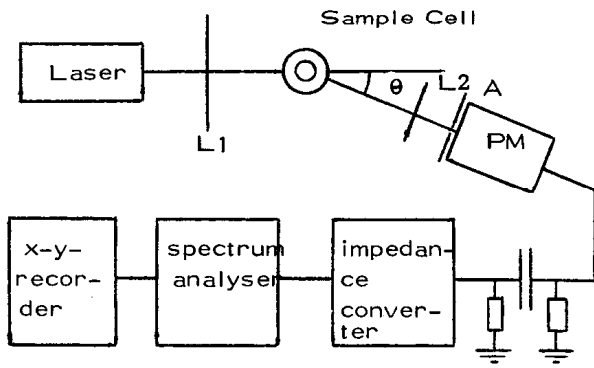 Sample Cell
Laser
θ
L2
A
L1
PM
x-y-
recor-
der
spectrum
analyser
impedan-
ce
conver-
ter